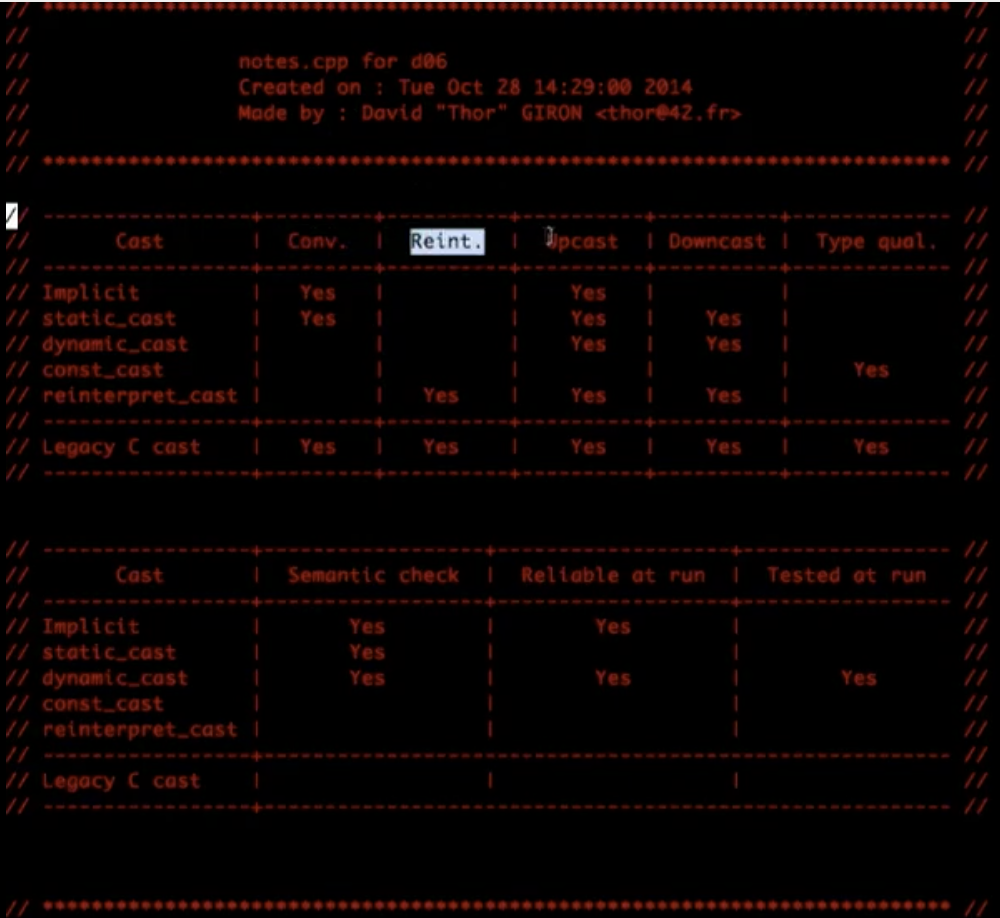 // ************************************************************************** //
//                                                                            //
//                notes.cpp for d06                                           //
//                Created on : Tue Oct 28 14:29:00 2014                       //
//                Made by : David "Thor" GIRON <thor@42.fr>                   //
//                                                                            //
// ************************************************************************** //

// -----------------+---------+----------+----------+----------+------------- //
//       Cast       |  Conv.  |  Reint.  |  Upcast  | Downcast |  Type qual.  //
// -----------------+---------+----------+----------+----------+------------- //
// Implicit         |   Yes   |          |    Yes   |          |              //
// static_cast      |   Yes   |          |    Yes   |    Yes   |              //
// dynamic_cast     |         |          |    Yes   |    Yes   |              //
// const_cast       |         |          |          |          |     Yes      //
// reinterpret_cast |         |    Yes   |    Yes   |    Yes   |              //
// -----------------+---------+----------+----------+----------+------------- //
// Legacy C cast    |   Yes   |    Yes   |    Yes   |    Yes   |     Yes      //
// -----------------+---------+----------+----------+----------+------------- //

// -----------------+------------------+-------------------+----------------- //
//       Cast       |  Semantic check  |  Reliable at run  |  Tested at run  //
// -----------------+------------------+-------------------+----------------- //
// Implicit         |       Yes        |        Yes        |                 //
// static_cast      |       Yes        |                   |                 //
// dynamic_cast     |       Yes        |        Yes        |       Yes       //
// const_cast       |                  |                   |                 //
// reinterpret_cast |                  |                   |                 //
// -----------------+-------------------------------------------------------- //
// Legacy C cast    |                  |                   |                 //
// -----------------+-------------------------------------------------------- //

// ************************************************************************** //